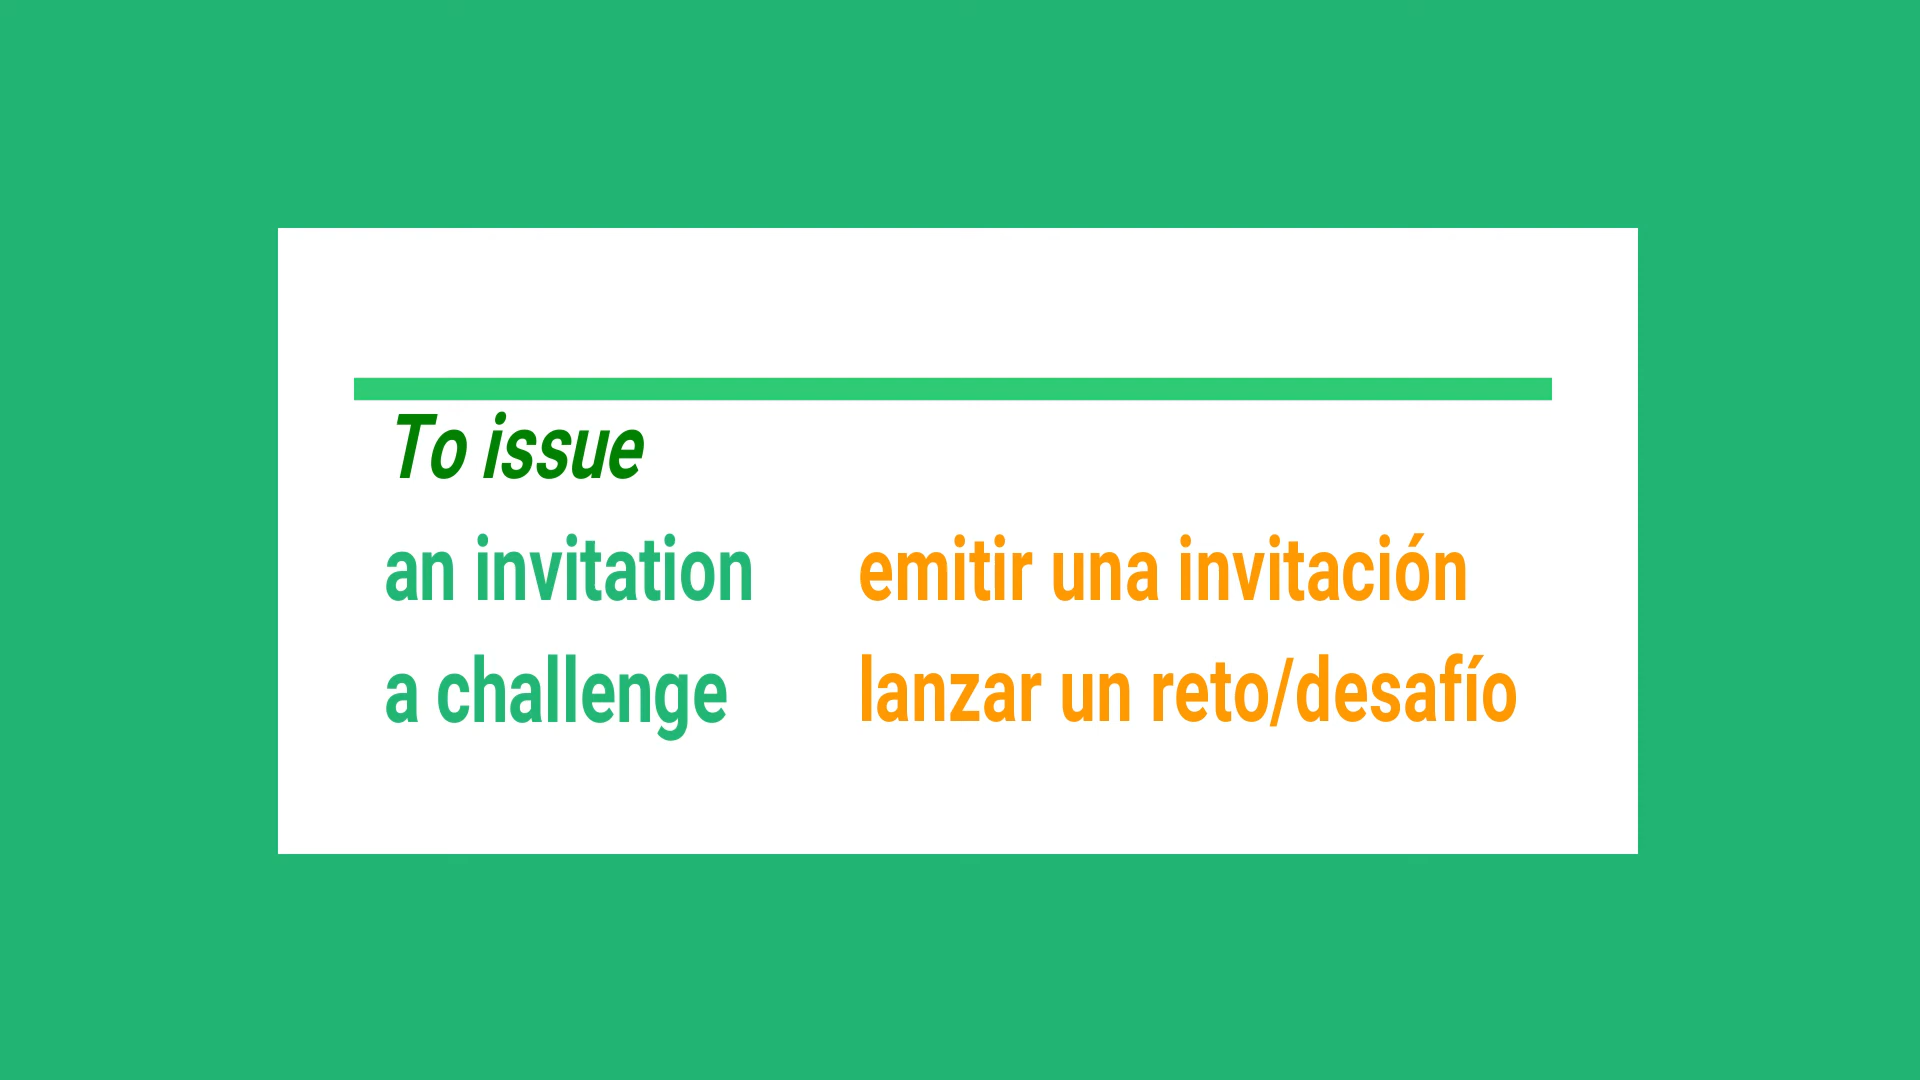 To issue
an invitation emitir una invitación
a challenge lanzar un reto/desafío